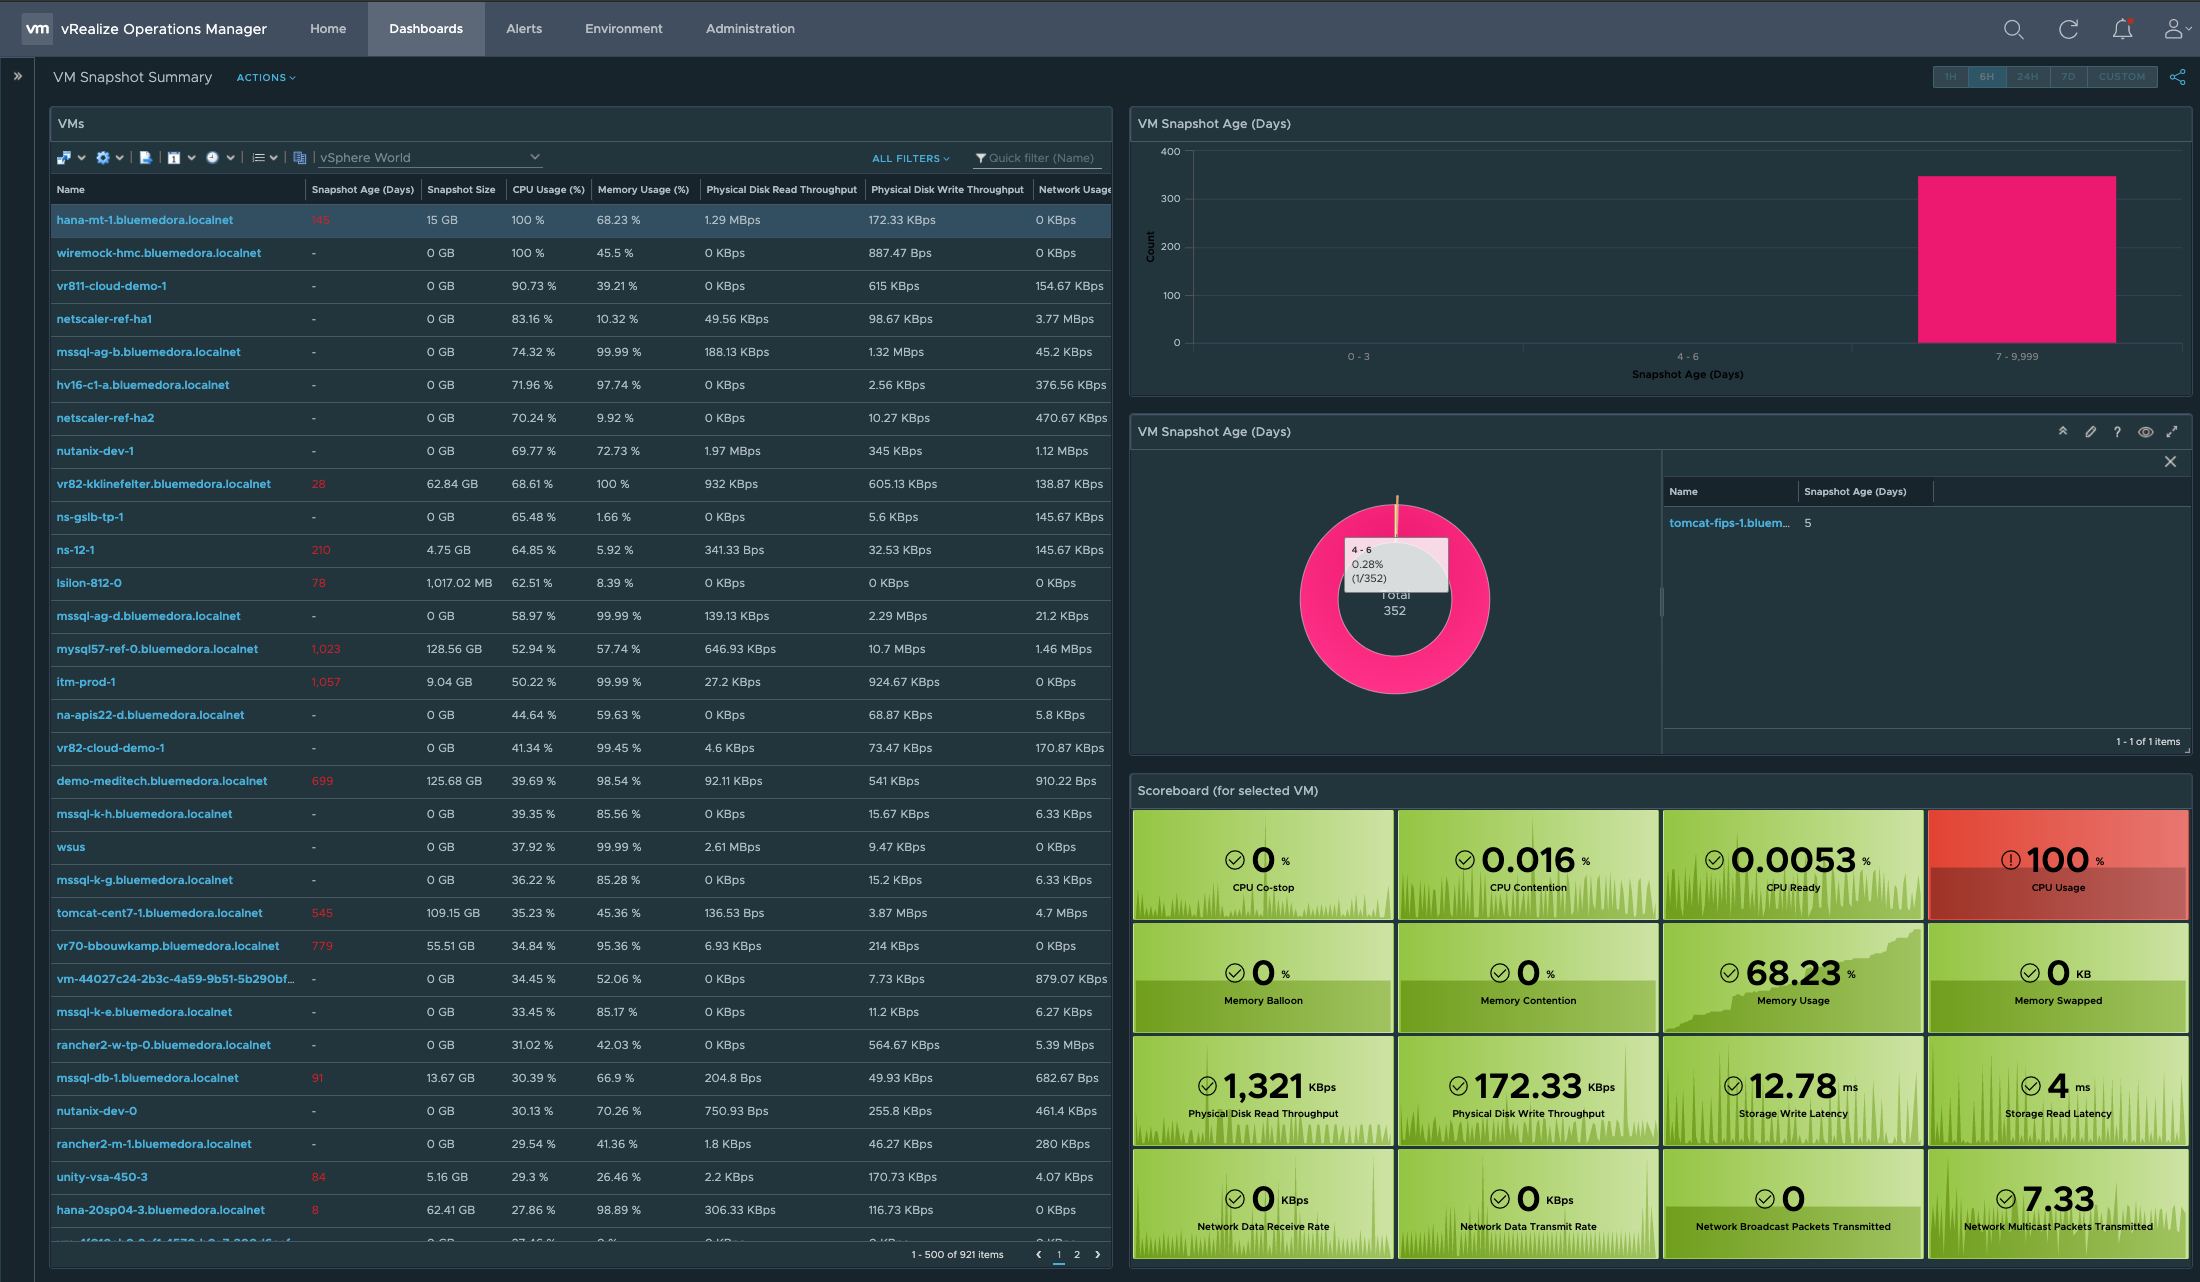 vm vRealize Operations Manager Home Dashboards Alerts Environment Administration
VM Snapshot Summary ACTIONS 1H 6H 24H 7D CUSTOM
VMs
vSphere World ALL FILTERS Quick filter (Name)
Name Snapshot Age (Days) Snapshot Size CPU Usage (%) Memory Usage (%) Physical Disk Read Throughput Physical Disk Write Throughput Network Usage
hana-mt-1.bluemedora.localnet 145 15 GB 100 % 68.23 % 1.29 MBps 172.33 KBps 0 KBps
wiremock-hmc.bluemedora.localnet - 0 GB 100 % 45.5 % 0 KBps 887.47 Bps 0 KBps
vr811-cloud-demo-1 - 0 GB 90.73 % 39.21 % 0 KBps 615 KBps 154.67 KBps
netscaler-ref-ha1 - 0 GB 83.16 % 10.32 % 49.56 KBps 98.67 KBps 3.77 MBps
mssql-ag-b.bluemedora.localnet - 0 GB 74.32 % 99.99 % 188.13 KBps 1.32 MBps 45.2 KBps
hv16-c1-a.bluemedora.localnet - 0 GB 71.96 % 97.74 % 0 KBps 2.56 KBps 376.56 KBps
netscaler-ref-ha2 - 0 GB 70.24 % 9.92 % 0 KBps 10.27 KBps 470.67 KBps
nutanix-dev-1 - 0 GB 69.77 % 72.73 % 1.97 MBps 345 KBps 1.12 MBps
vr82-kklinefelter.bluemedora.localnet 28 62.84 GB 68.61 % 100 % 932 KBps 605.13 KBps 138.87 KBps
ns-gslb-tp-1 - 0 GB 65.48 % 1.66 % 0 KBps 5.6 KBps 145.67 KBps
ns-12-1 210 4.75 GB 64.85 % 5.92 % 341.33 Bps 32.53 KBps 145.67 KBps
Isilon-812-0 78 1,017.02 MB 62.51 % 8.39 % 0 KBps 0 KBps 0 KBps
mssql-ag-d.bluemedora.localnet - 0 GB 58.97 % 99.99 % 139.13 KBps 2.29 MBps 21.2 KBps
mysql57-ref-0.bluemedora.localnet 1,023 128.56 GB 52.94 % 57.74 % 646.93 KBps 10.7 MBps 1.46 MBps
itm-prod-1 1,057 9.04 GB 50.22 % 99.99 % 27.2 KBps 924.67 KBps 0 KBps
na-apis22-d.bluemedora.localnet - 0 GB 44.64 % 59.63 % 0 KBps 68.87 KBps 5.8 KBps
vr82-cloud-demo-1 - 0 GB 41.34 % 99.45 % 4.6 KBps 73.47 KBps 170.87 KBps
demo-meditech.bluemedora.localnet 699 125.68 GB 39.69 % 98.54 % 92.11 KBps 541 KBps 910.22 Bps
mssql-k-h.bluemedora.localnet - 0 GB 39.35 % 85.56 % 0 KBps 15.67 KBps 6.33 KBps
wsus - 0 GB 37.92 % 99.99 % 2.61 MBps 9.47 KBps 0 KBps
mssql-k-g.bluemedora.localnet - 0 GB 36.22 % 85.28 % 0 KBps 15.2 KBps 6.33 KBps
tomcat-cent7-1.bluemedora.localnet 545 109.15 GB 35.23 % 45.36 % 136.53 Bps 3.87 MBps 4.7 MBps
vr70-bbouwkamp.bluemedora.localnet 779 55.51 GB 34.84 % 95.36 % 6.93 KBps 214 KBps 0 KBps
vm-44027c24-2b3c-4a59-9b51-5b290bf... - 0 GB 34.45 % 52.06 % 0 KBps 7.73 KBps 879.07 KBps
mssql-k-e.bluemedora.localnet - 0 GB 33.45 % 85.17 % 0 KBps 11.2 KBps 6.27 KBps
rancher2-w-tp-0.bluemedora.localnet - 0 GB 31.02 % 42.03 % 0 KBps 564.67 KBps 5.39 MBps
mssql-db-1.bluemedora.localnet 91 13.67 GB 30.39 % 66.9 % 204.8 Bps 49.93 KBps 682.67 Bps
nutanix-dev-0 - 0 GB 30.13 % 70.26 % 750.93 Bps 255.8 KBps 461.4 KBps
rancher2-m-1.bluemedora.localnet - 0 GB 29.54 % 41.36 % 1.8 KBps 46.27 KBps 280 KBps
unity-vsa-450-3 84 5.16 GB 29.3 % 26.46 % 2.2 KBps 170.73 KBps 4.07 KBps
hana-20sp04-3.bluemedora.localnet 8 62.41 GB 27.86 % 98.89 % 306.33 KBps 116.73 KBps 0 KBps
1 - 500 of 921 items 1 2
VM Snapshot Age (Days)
400
300
200
100
0
Count
0 - 3 4 - 6 7 - 9,999
Snapshot Age (Days)
VM Snapshot Age (Days)
4 - 6
0.28%
(1/352)
Total
352
Name Snapshot Age (Days)
tomcat-fips-1.bluem... 5
1 - 1 of 1 items
Scoreboard (for selected VM)
0 % 0.016 % 0.0053 % 100 %
CPU Co-stop CPU Contention CPU Ready CPU Usage
0 % 0 % 68.23 % 0 KB
Memory Balloon Memory Contention Memory Usage Memory Swapped
1,321 KBps 172.33 KBps 12.78 ms 4 ms
Physical Disk Read Throughput Physical Disk Write Throughput Storage Write Latency Storage Read Latency
0 KBps 0 KBps 0 7.33
Network Data Receive Rate Network Data Transmit Rate Network Broadcast Packets Transmitted Network Multicast Packets Transmitted